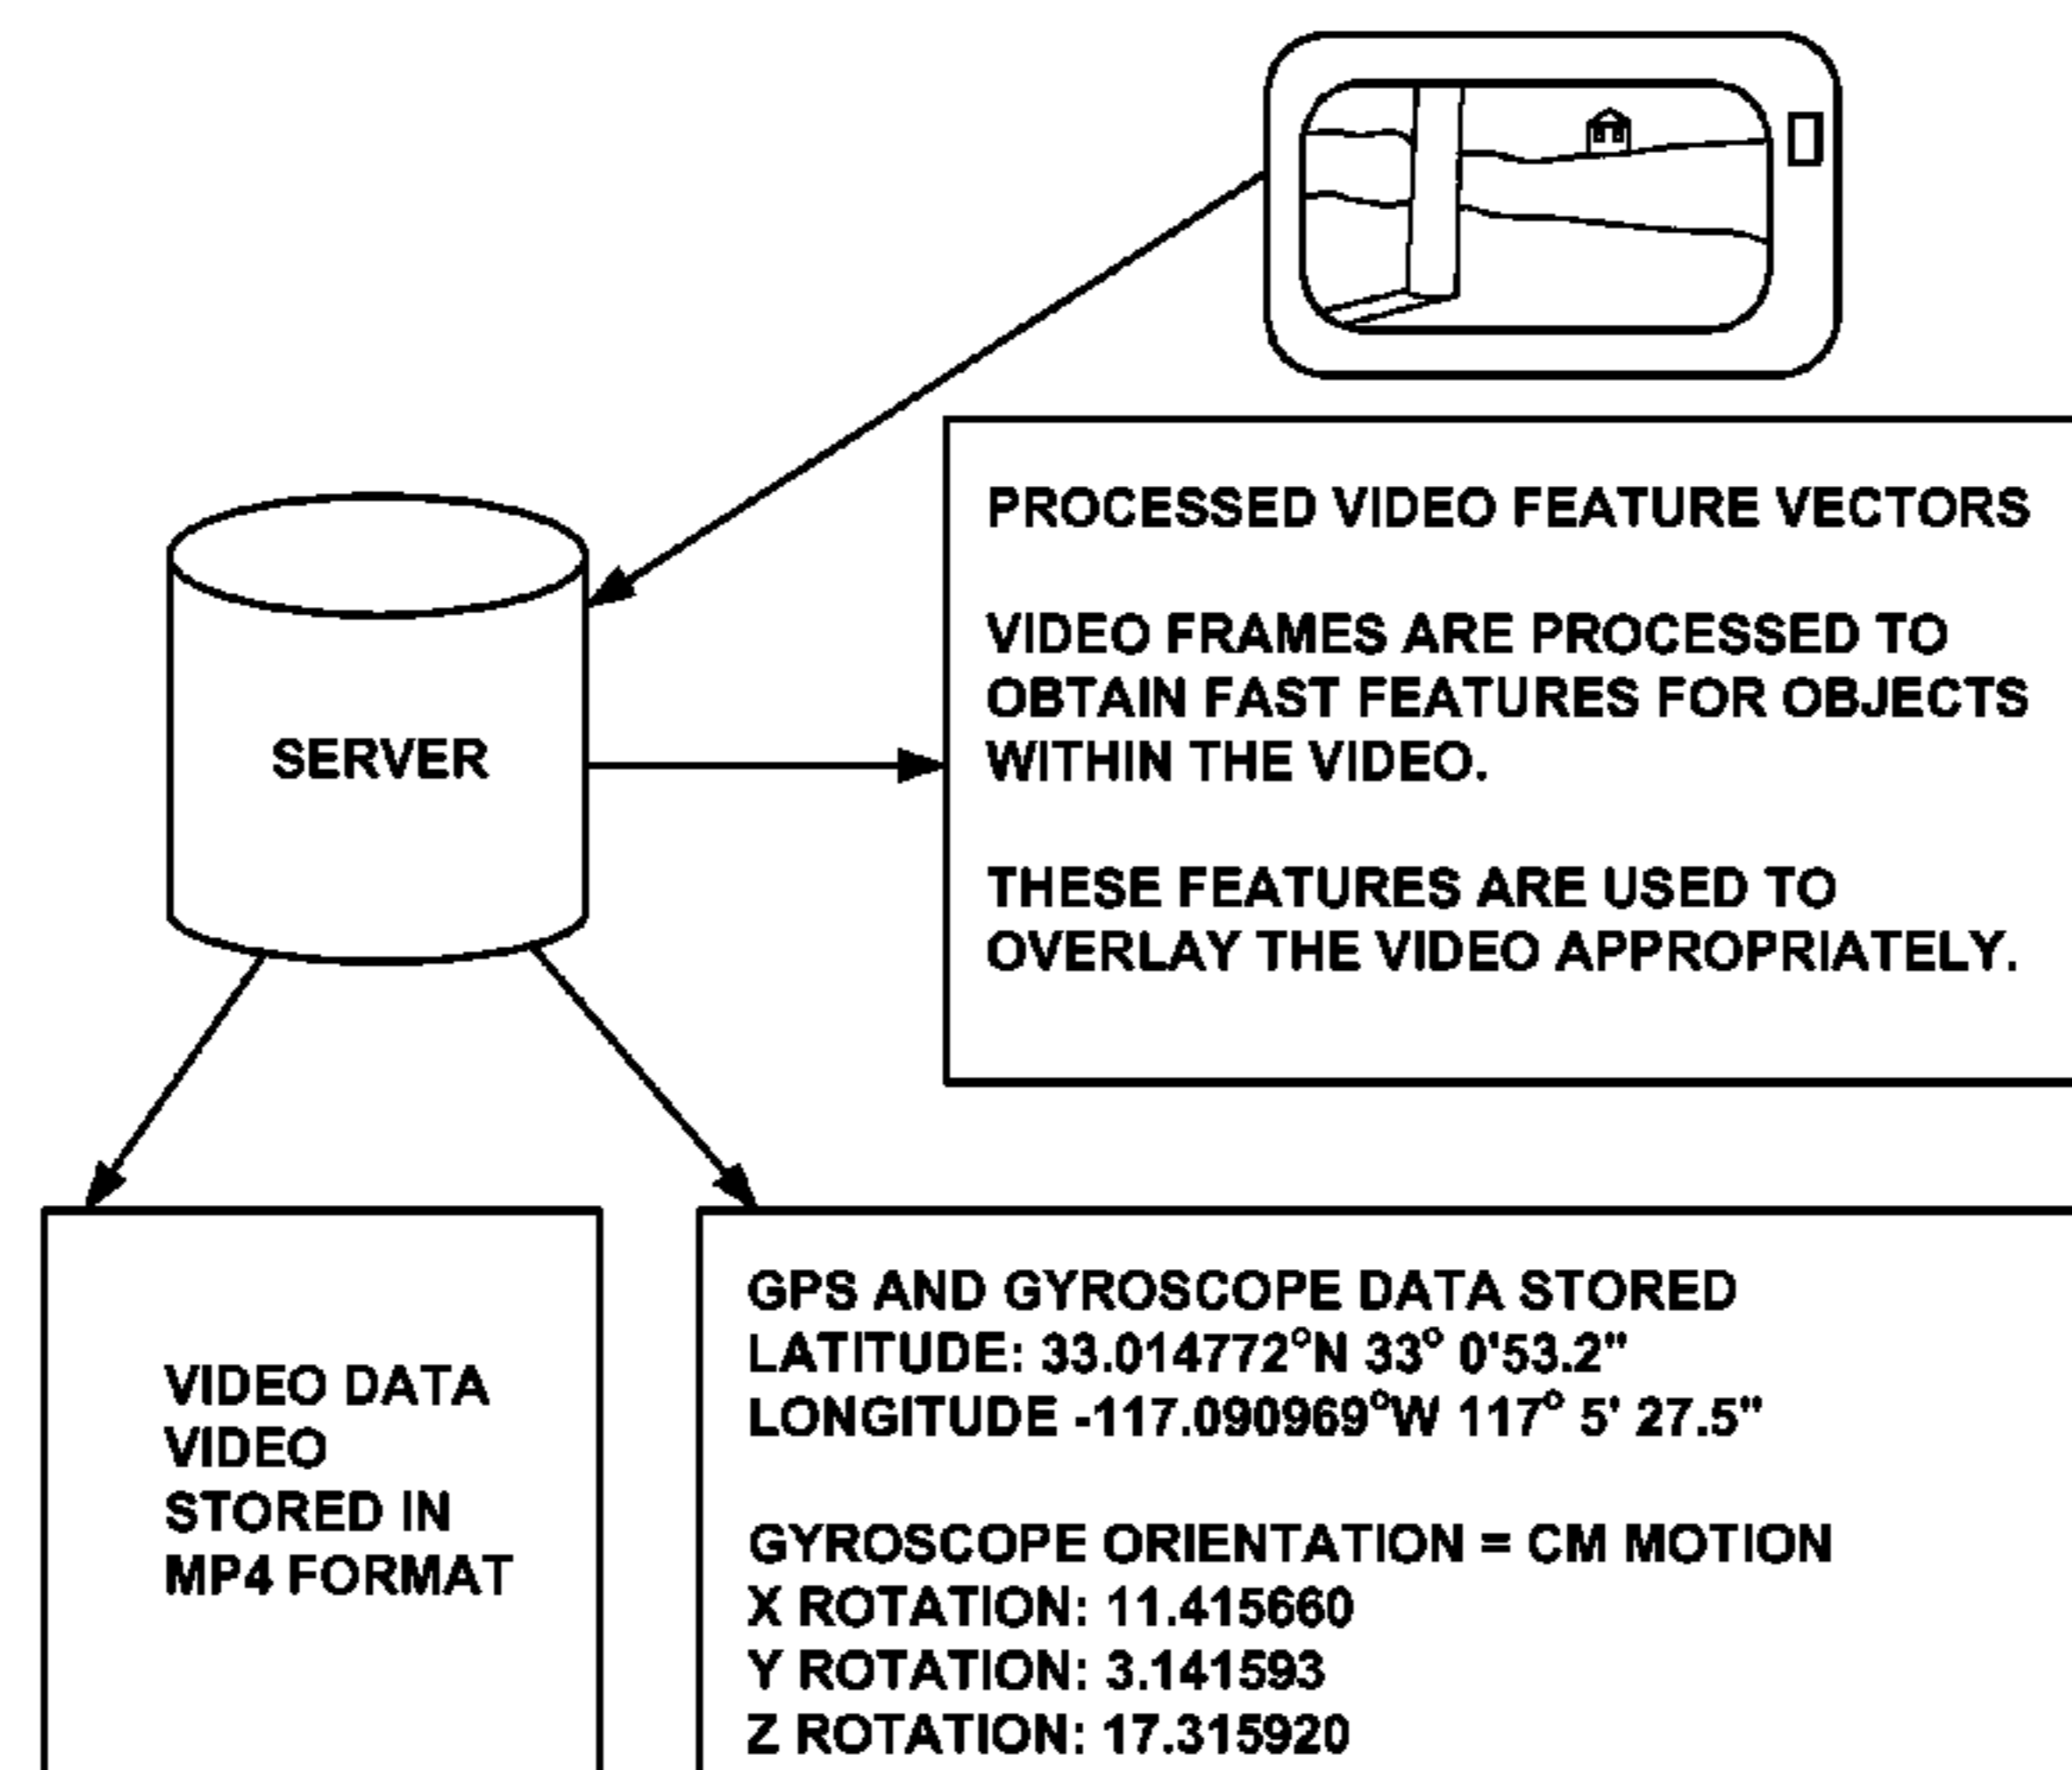 PROCESSED VIDEO FEATURE VECTORS
VIDEO FRAMES ARE PROCESSED TO
OBTAIN FAST FEATURES FOR OBJECTS
WITHIN THE VIDEO.
THESE FEATURES ARE USED TO
OVERLAY THE VIDEO APPROPRIATELY.
SERVER
VIDEO DATA
VIDEO
STORED IN
MP4 FORMAT
GPS AND GYROSCOPE DATA STORED
LATITUDE: 33.014772°N 33° 0'53.2"
LONGITUDE -117.090969°W 117° 5' 27.5"
GYROSCOPE ORIENTATION = CM MOTION
X ROTATION: 11.415660
Y ROTATION: 3.141593
Z ROTATION: 17.315920